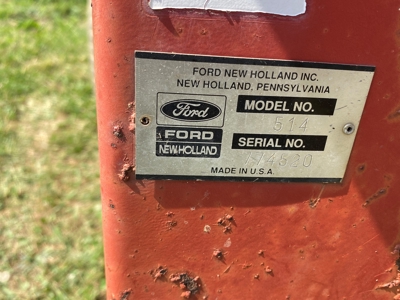 FORD NEW HOLLAND INC.
NEW HOLLAND, PENNSYLVANIA
Ford
MODEL NO.
514
FORD
NEW HOLLAND
SERIAL NO.
MADE IN U.S.A